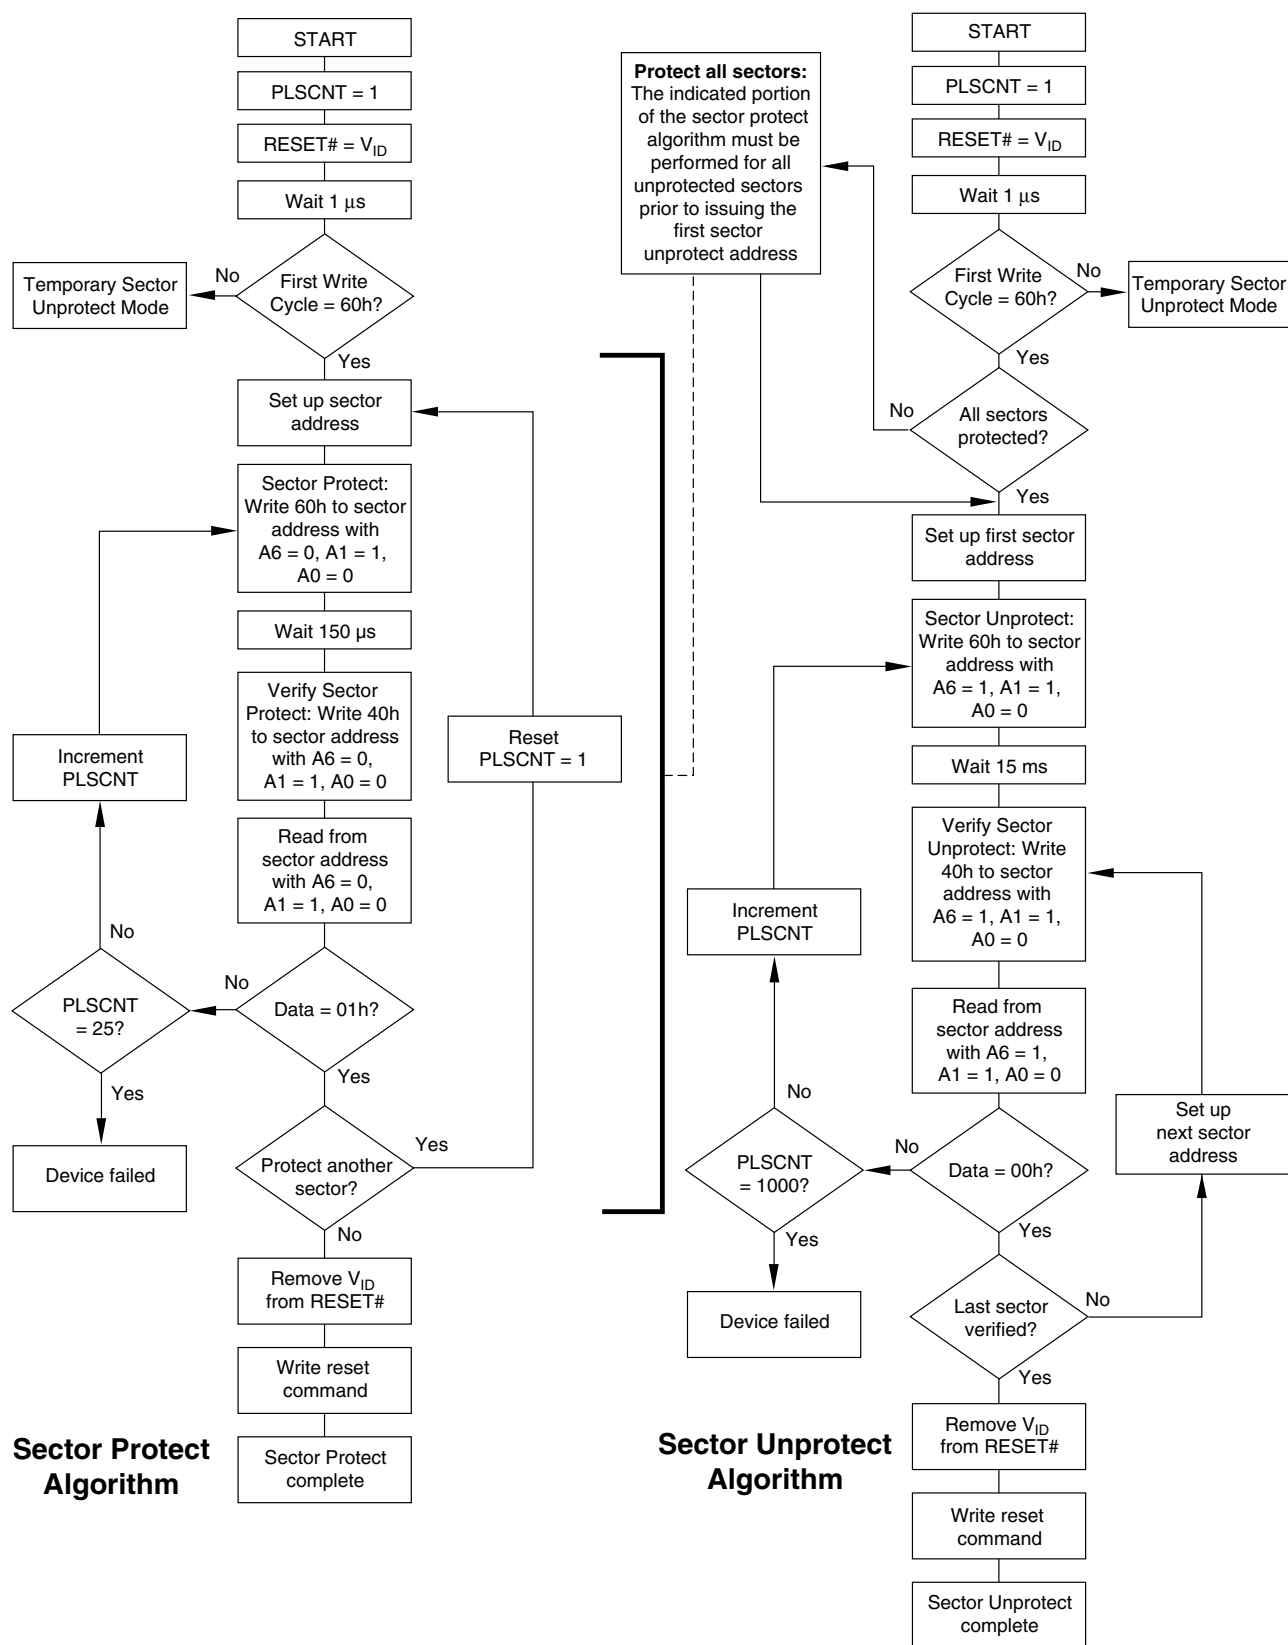 START
PLSCNT = 1
RESET# = VID
Wait 1 μs
First Write
Cycle = 60h?
No
Temporary Sector
Unprotect Mode
Yes
Set up sector
address
Sector Protect:
Write 60h to sector
address with
A6 = 0, A1 = 1,
A0 = 0
Wait 150 µs
Verify Sector
Protect: Write 40h
to sector address
with A6 = 0,
A1 = 1, A0 = 0
Read from
sector address
with A6 = 0,
A1 = 1, A0 = 0
Data = 01h?
No
PLSCNT
= 25?
No
Increment
PLSCNT
Yes
Device failed
Yes
Protect another
sector?
Yes
Reset
PLSCNT = 1
No
Remove VID
from RESET#
Write reset
command
Sector Protect
complete
Sector Protect
Algorithm
Protect all sectors:
The indicated portion
of the sector protect
algorithm must be
performed for all
unprotected sectors
prior to issuing the
first sector
unprotect address
START
PLSCNT = 1
RESET# = VID
Wait 1 μs
First Write
Cycle = 60h?
No
Temporary Sector
Unprotect Mode
Yes
All sectors
protected?
No
Yes
Set up first sector
address
Sector Unprotect:
Write 60h to sector
address with
A6 = 1, A1 = 1,
A0 = 0
Wait 15 ms
Verify Sector
Unprotect: Write
40h to sector
address with
A6 = 1, A1 = 1,
A0 = 0
Read from
sector address
with A6 = 1,
A1 = 1, A0 = 0
Data = 00h?
No
PLSCNT
= 1000?
No
Increment
PLSCNT
Yes
Device failed
Yes
Last sector
verified?
No
Set up
next sector
address
Yes
Remove VID
from RESET#
Write reset
command
Sector Unprotect
complete
Sector Unprotect
Algorithm